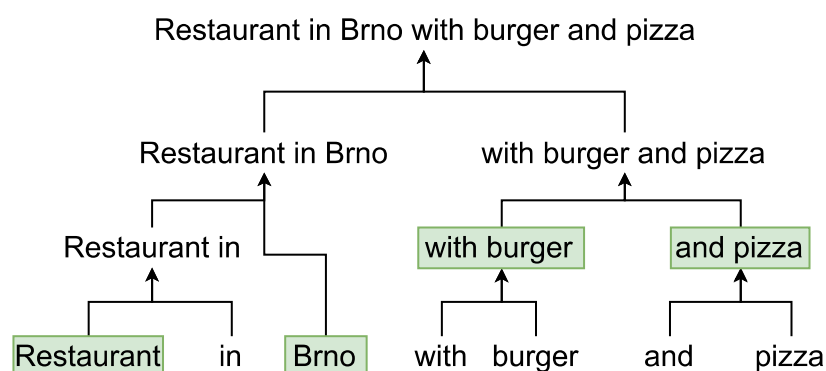 Restaurant in Brno with burger and pizza
Restaurant in Brno
with burger and pizza
Restaurant in
with burger
and pizza
Restaurant
in
Brno
with
burger
and
pizza